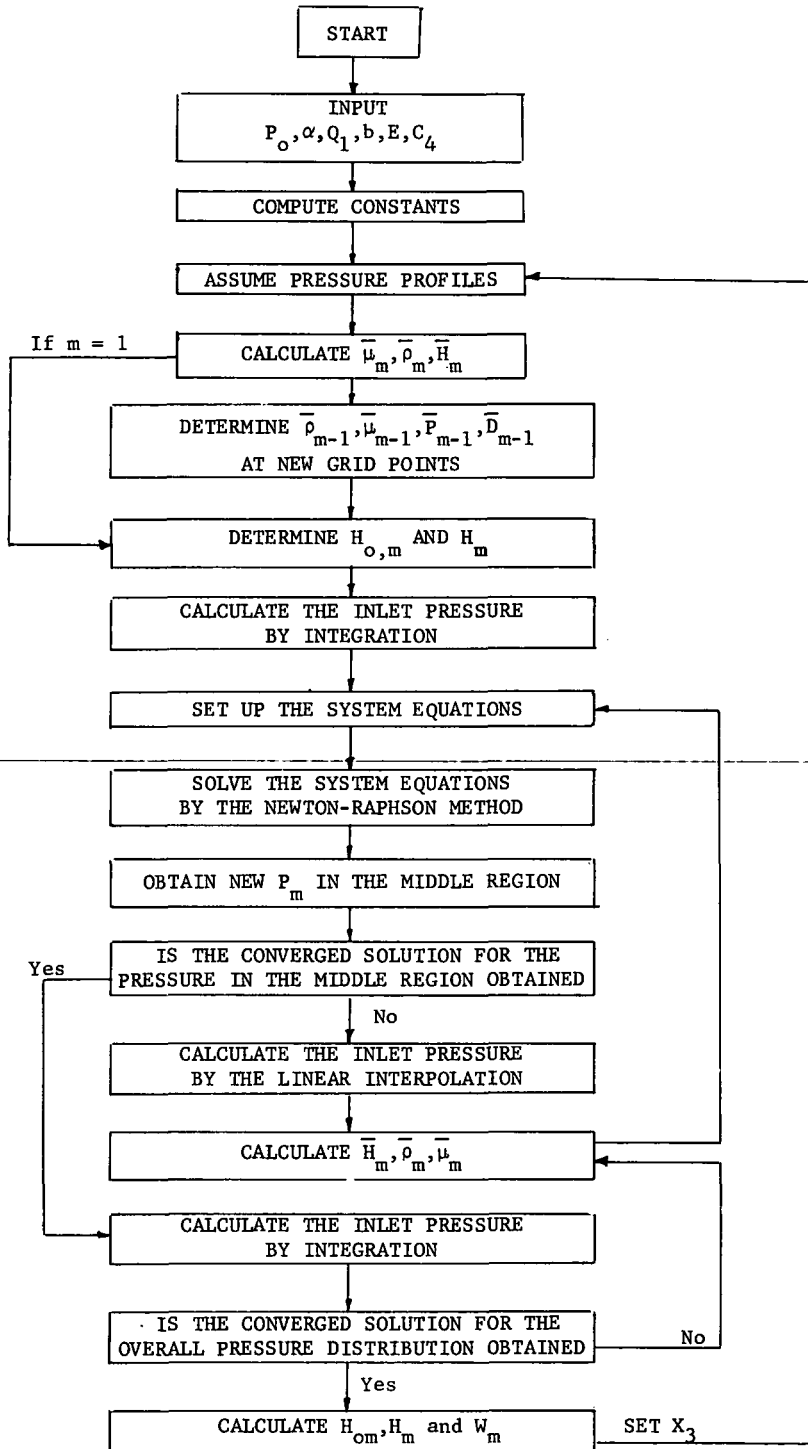 START
INPUT
P_o, α, Q_1, b, E, C_4
COMPUTE CONSTANTS
ASSUME PRESSURE PROFILES
If m = 1
CALCULATE μ̅_m, ρ̅_m, H̅_m
DETERMINE ρ̅_m-1, μ̅_m-1, P̅_m-1, D̅_m-1
AT NEW GRID POINTS
DETERMINE H_o,m AND H_m
CALCULATE THE INLET PRESSURE
BY INTEGRATION
SET UP THE SYSTEM EQUATIONS
SOLVE THE SYSTEM EQUATIONS
BY THE NEWTON-RAPHSON METHOD
OBTAIN NEW P_m IN THE MIDDLE REGION
IS THE CONVERGED SOLUTION FOR THE
PRESSURE IN THE MIDDLE REGION OBTAINED
Yes
No
CALCULATE THE INLET PRESSURE
BY THE LINEAR INTERPOLATION
CALCULATE H̅_m, ρ̅_m, μ̅_m
CALCULATE THE INLET PRESSURE
BY INTEGRATION
IS THE CONVERGED SOLUTION FOR THE
OVERALL PRESSURE DISTRIBUTION OBTAINED
No
Yes
CALCULATE H_om, H_m and W_m
SET X_3